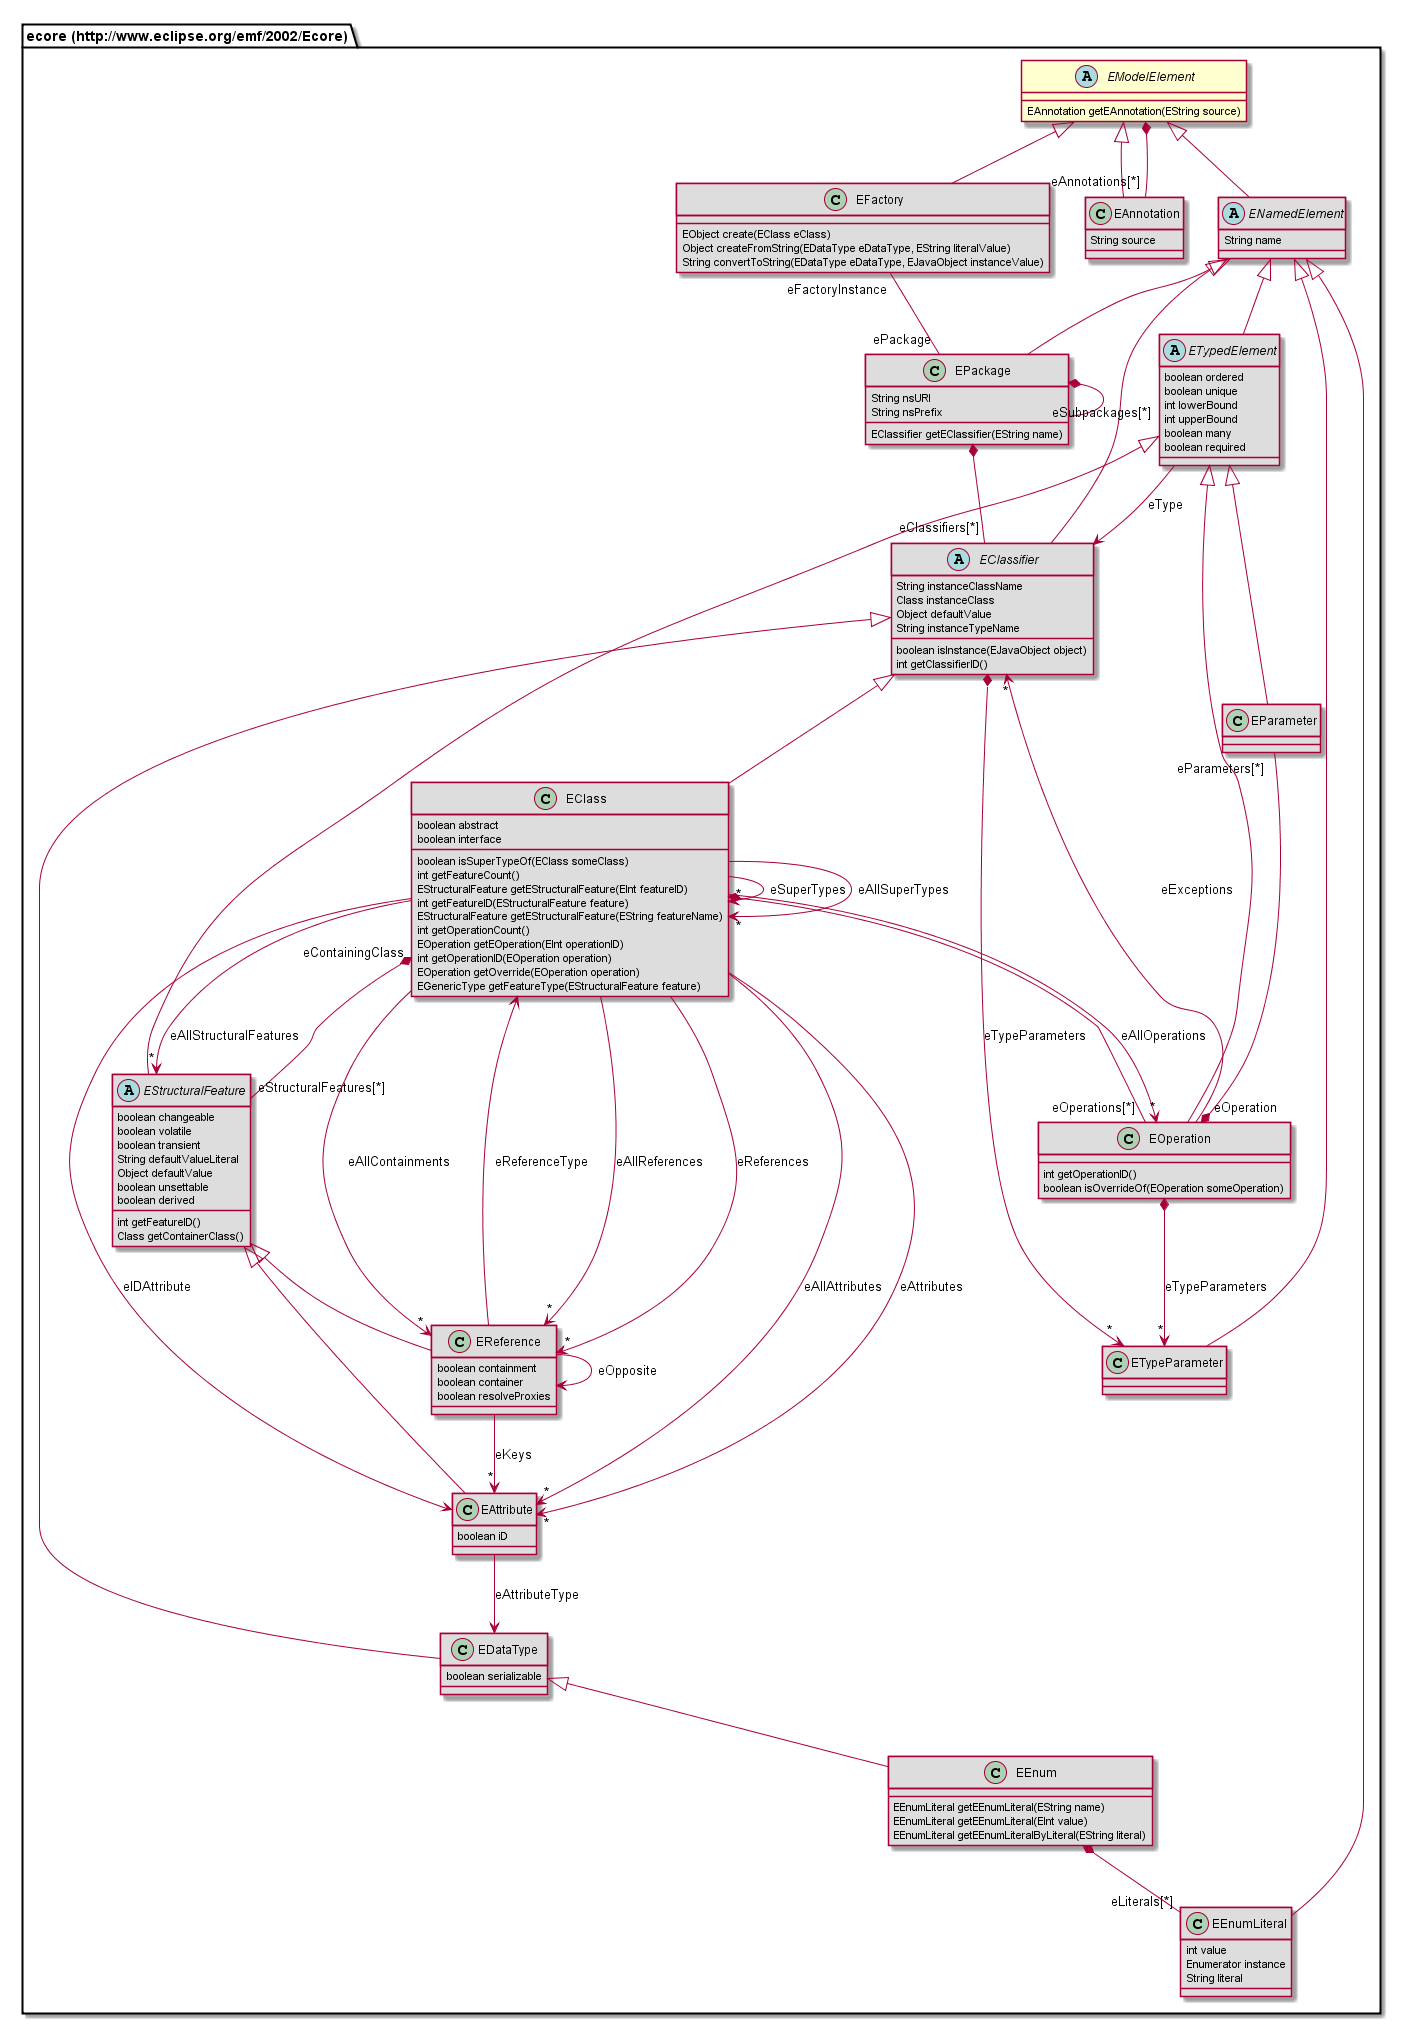 ecore (http://www.eclipse.org/emf/2002/Ecore)
A EModelElement
EAnnotation getEAnnotation(EString source)
eAnnotations[*]
C EFactory
EObject create(EClass eClass)
Object createFromString(EDataType eDataType, EString literalValue)
String convertToString(EDataType eDataType, EJavaObject instanceValue)
C EAnnotation
String source
A ENamedElement
String name
eFactoryInstance
ePackage
C EPackage
String nsURI
String nsPrefix
EClassifier getEClassifier(EString name)
eSubpackages[*]
A ETypedElement
boolean ordered
boolean unique
int lowerBound
int upperBound
boolean many
boolean required
eType
eClassifiers[*]
A EClassifier
String instanceClassName
Class instanceClass
Object defaultValue
String instanceTypeName
boolean isInstance(EJavaObject object)
int getClassifierID()
*
C EParameter
eParameters[*]
C EClass
boolean abstract
boolean interface
boolean isSuperTypeOf(EClass someClass)
int getFeatureCount()
EStructuralFeature getEStructuralFeature(EInt featureID)
int getFeatureID(EStructuralFeature feature)
EStructuralFeature getEStructuralFeature(EString featureName)
int getOperationCount()
EOperation getEOperation(EInt operationID)
int getOperationID(EOperation operation)
EOperation getOverride(EOperation operation)
EGenericType getFeatureType(EStructuralFeature feature)
*
eSuperTypes
eAllSuperTypes
*
eExceptions
eContainingClass
eAllStructuralFeatures
*
eStructuralFeatures[*]
eTypeParameters
eAllOperations
eOperations[*]
*
eOperation
A EStructuralFeature
boolean changeable
boolean volatile
boolean transient
String defaultValueLiteral
Object defaultValue
boolean unsettable
boolean derived
int getFeatureID()
Class getContainerClass()
C EOperation
int getOperationID()
boolean isOverrideOf(EOperation someOperation)
eAllContainments
eReferenceType
eAllReferences
eReferences
eIDAttribute
eAllAttributes
eAttributes
eTypeParameters
*
*
*
*
*
C EReference
boolean containment
boolean container
boolean resolveProxies
eOpposite
C ETypeParameter
eKeys
*
*
*
C EAttribute
boolean iD
eAttributeType
C EDataType
boolean serializable
C EEnum
EEnumLiteral getEEnumLiteral(EString name)
EEnumLiteral getEEnumLiteral(EInt value)
EEnumLiteral getEEnumLiteralByLiteral(EString literal)
eLiterals[*]
C EEnumLiteral
int value
Enumerator instance
String literal